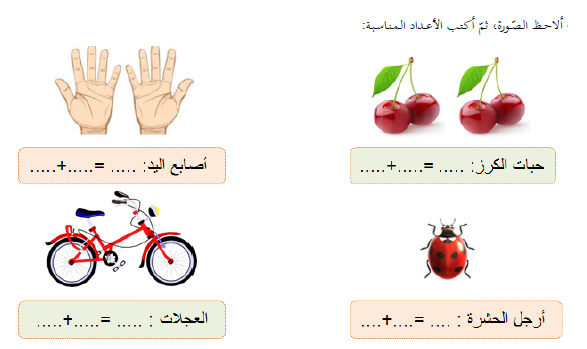 - ألاحظ الصّورة، ثمّ أكتب الأعداد المناسبة:
حبات الكرز: ..... =.....+.....
أصابع اليد: ..... =.....+.....
أرجل الحشرة : .... =....+....
العجلات : ..... =.....+.....